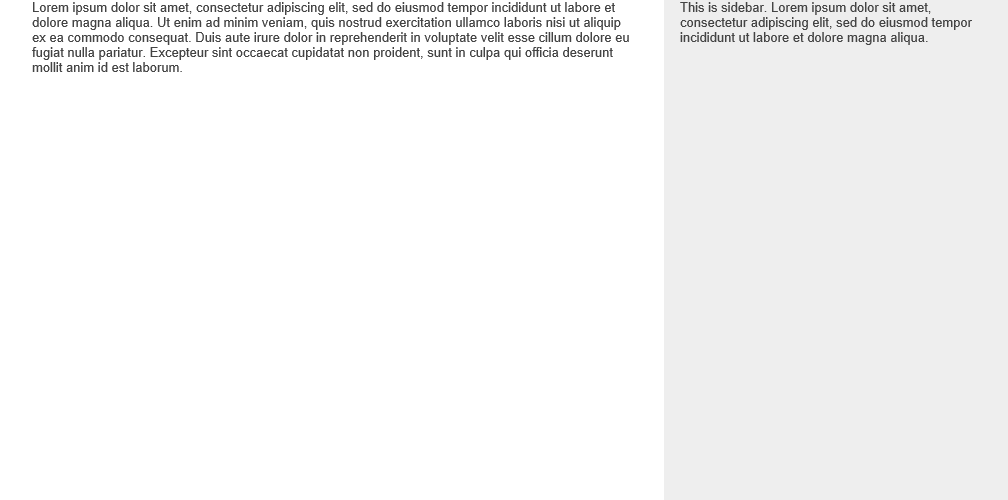 Lorem ipsum dolor sit amet, consectetur adipiscing elit, sed do eiusmod tempor incididunt ut labore et
dolore magna aliqua. Ut enim ad minim veniam, quis nostrud exercitation ullamco laboris nisi ut aliquip
ex ea commodo consequat. Duis aute irure dolor in reprehenderit in voluptate velit esse cillum dolore eu
fugiat nulla pariatur. Excepteur sint occaecat cupidatat non proident, sunt in culpa qui officia deserunt
mollit anim id est laborum.
This is sidebar. Lorem ipsum dolor sit amet,
consectetur adipiscing elit, sed do eiusmod tempor
incididunt ut labore et dolore magna aliqua.